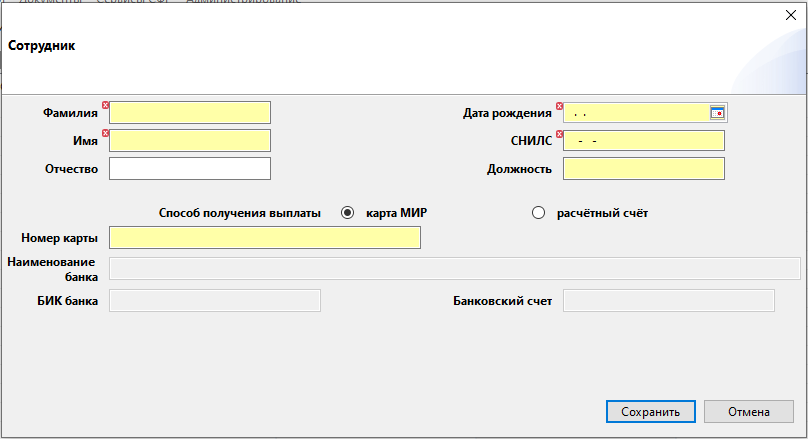 Сотрудник
Фамилия
Дата рождения . .
Имя
СНИЛС - -
Отчество
Должность
Способ получения выплаты карта МИР расчётный счёт
Номер карты
Наименование
банка
БИК банка
Банковский счет
Сохранить
Отмена